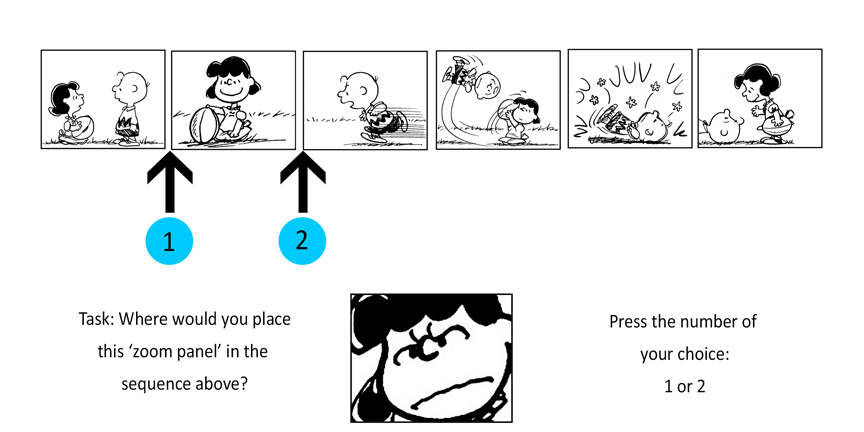 1
2
Task: Where would you place
this ‘zoom panel’ in the
sequence above?
Press the number of
your choice:
1 or 2